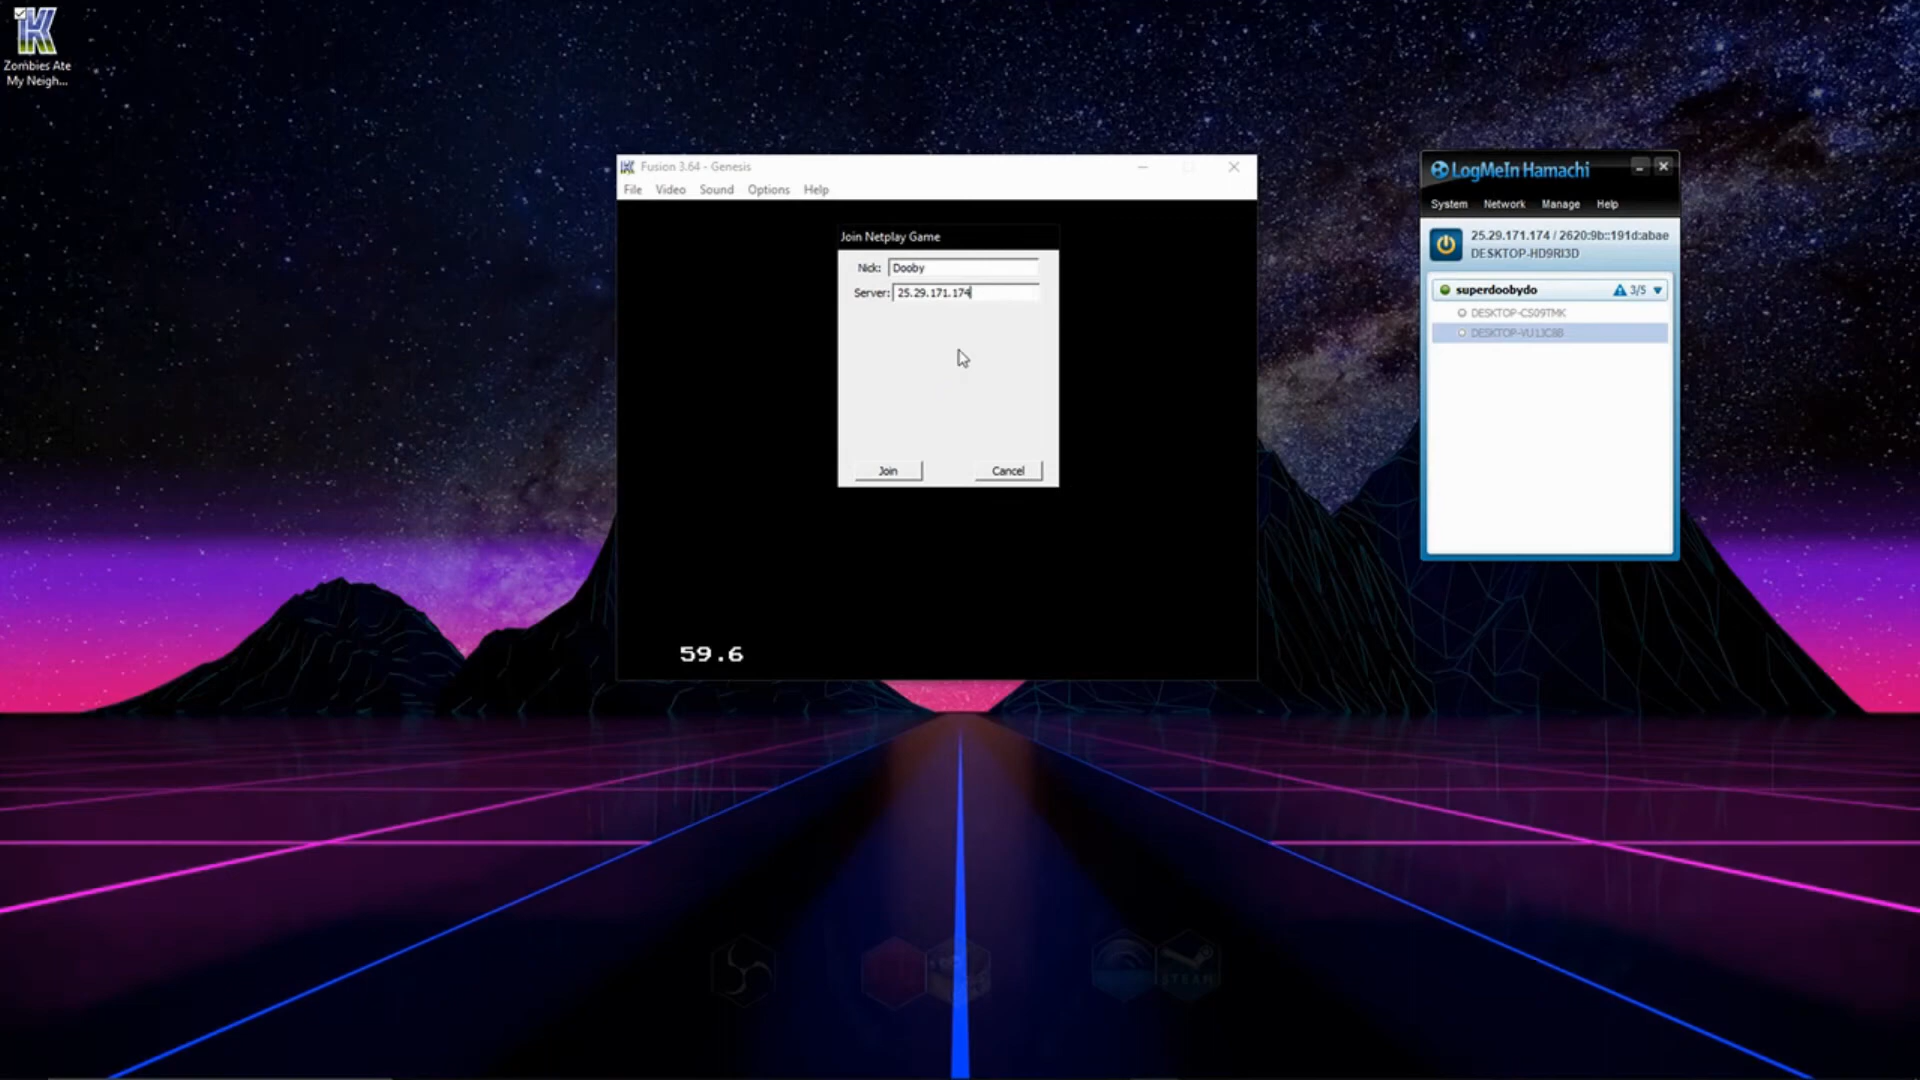 Zombies Ate
My Neigh...
Fusion 3.64 - Genesis
File Video Sound Options Help
Join Netplay Game
Nick: Dooby
Server: 25.29.171.174
Join Cancel
59.6
LogMeIn Hamachi
System Network Manage Help
25.29.171.174 / 2620:9b::191d:abae
DESKTOP-HD9RI3D
superdoobydo 3/5
DESKTOP-CS09TMK
STEAM